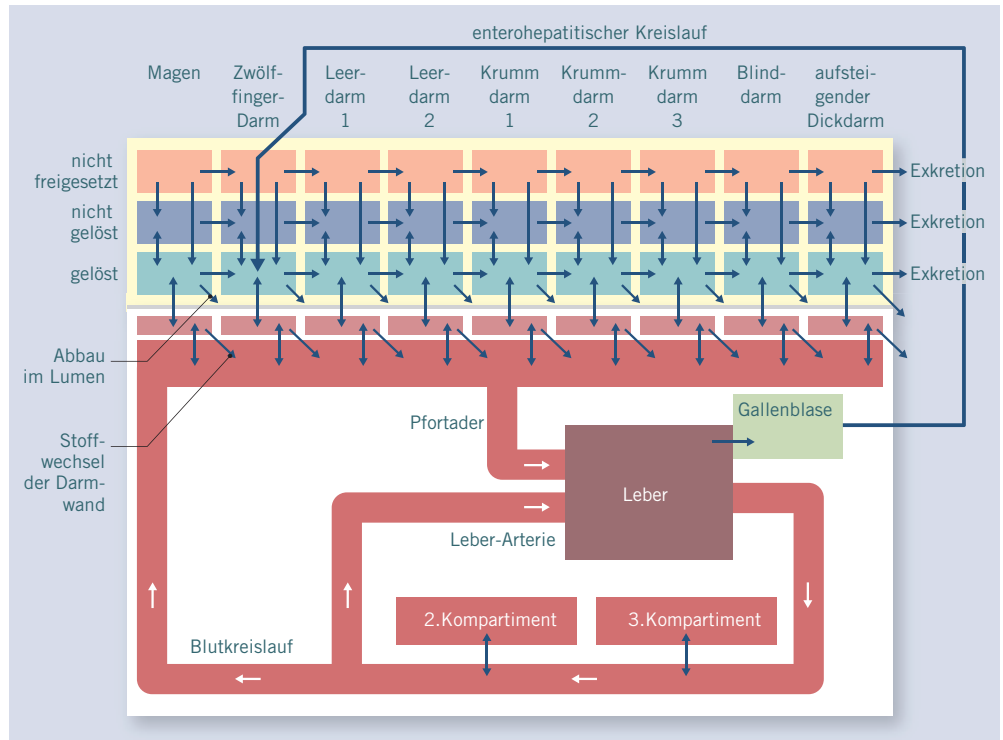 enterohepatitischer Kreislauf
Magen
Zwölf-
finger-
Darm
Leer-
darm
1
Leer-
darm
2
Krumm
darm
1
Krumm-
darm
2
Krumm
darm
3
Blind-
darm
aufstei-
gender
Dickdarm
nicht
freigesetzt
Exkretion
nicht
gelöst
Exkretion
gelöst
Exkretion
Abbau
im Lumen
Stoff-
wechsel
der Darm-
wand
Pfortader
Gallenblase
Leber
Leber-Arterie
2.Kompartiment
3.Kompartiment
Blutkreislauf